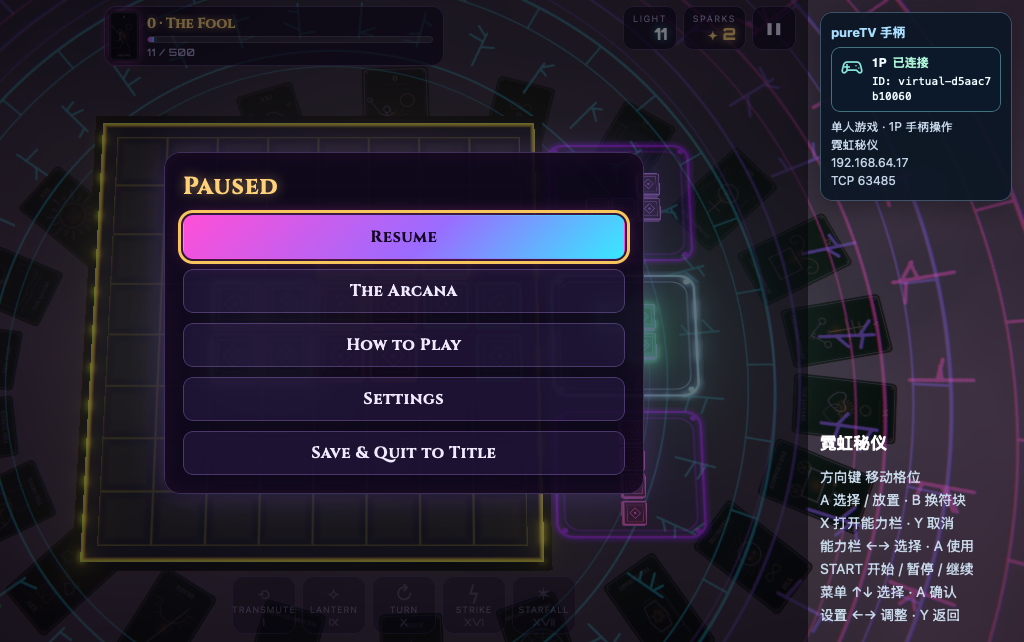 0 · The Fool
11 / 500
LIGHT
11
SPARKS
2
Paused
Resume
The Arcana
How to Play
Settings
Save & Quit to Title
TRANSMUTE
I
LANTERN
IX
TURN
X
STRIKE
XVI
STARFALL
XVII
pureTV 手柄
1P 已连接
ID: virtual-d5aac7
b10060
单人游戏 · 1P 手柄操作
霓虹秘仪
192.168.64.17
TCP 63485
霓虹秘仪
方向键 移动格位
A 选择 / 放置 · B 换符块
X 打开能力栏 · Y 取消
能力栏 ←→ 选择 · A 使用
START 开始 / 暂停 / 继续
菜单 ↑↓ 选择 · A 确认
设置 ←→ 调整 · Y 返回